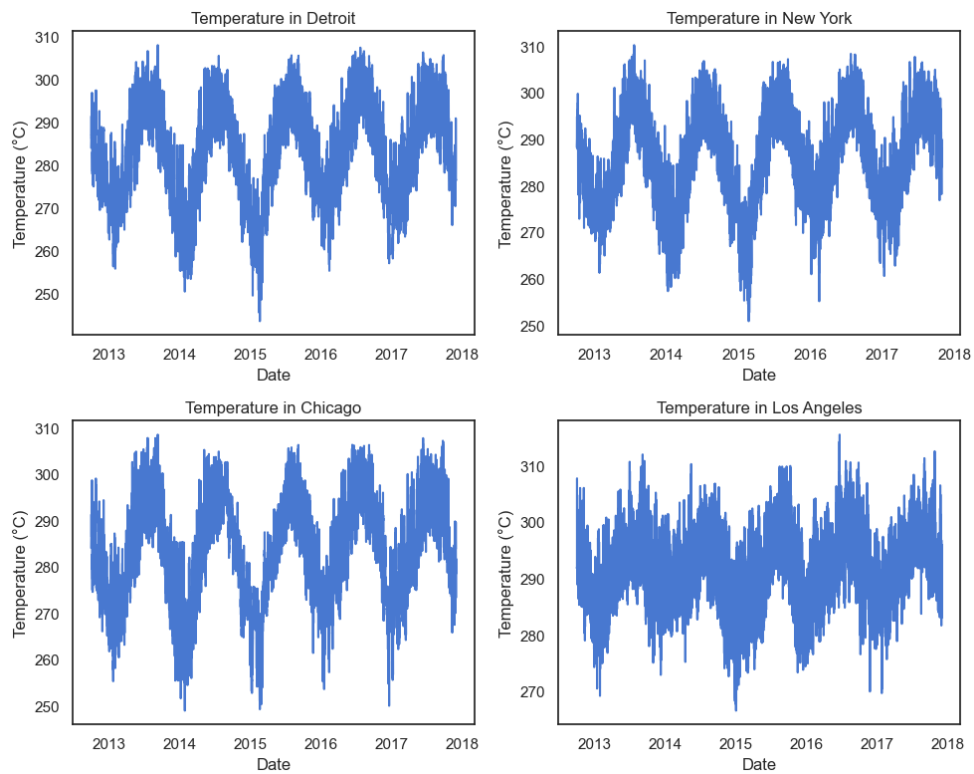 Temperature in Detroit
310
300
290
280
270
260
250
Temperature (°C)
2013 2014 2015 2016 2017 2018
Date
Temperature in New York
310
300
290
280
270
260
250
Temperature (°C)
2013 2014 2015 2016 2017 2018
Date
Temperature in Chicago
310
300
290
280
270
260
250
Temperature (°C)
2013 2014 2015 2016 2017 2018
Date
Temperature in Los Angeles
310
300
290
280
270
Temperature (°C)
2013 2014 2015 2016 2017 2018
Date